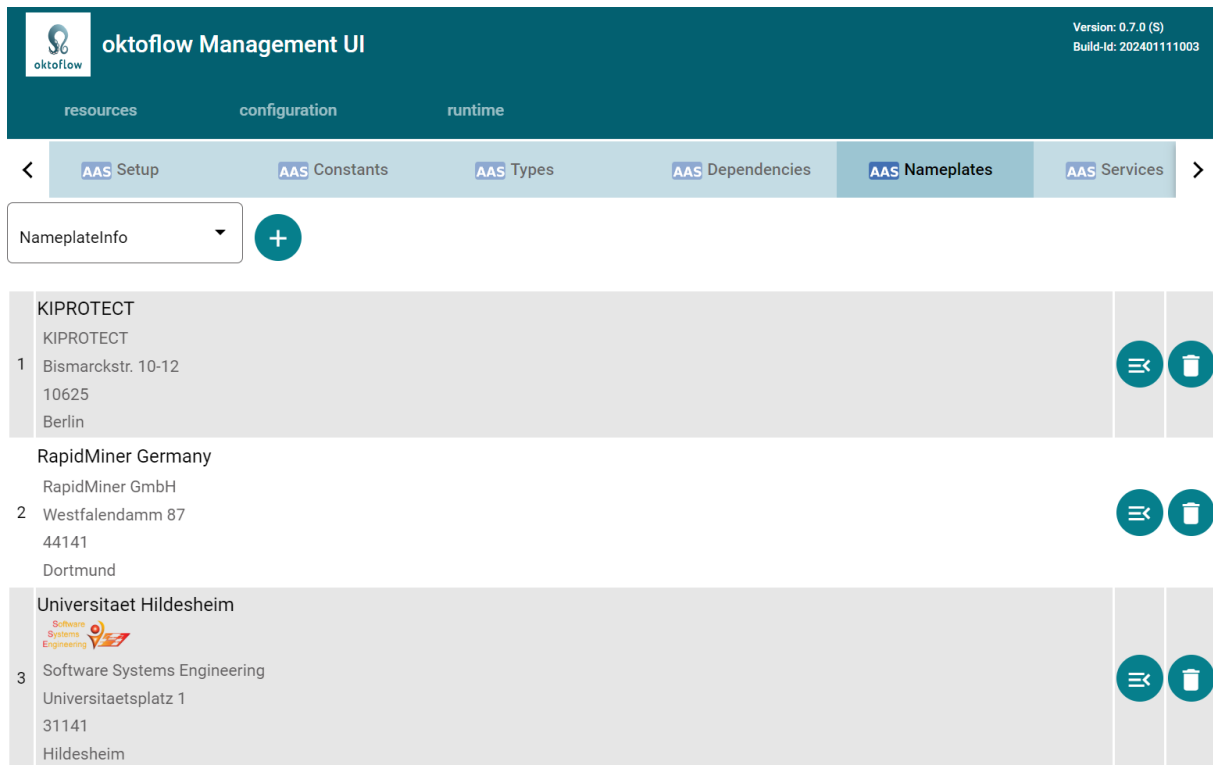 oktoflow
oktoflow Management UI
Version: 0.7.0 (S)
Build-Id: 202401111003
resources configuration runtime
AAS Setup AAS Constants AAS Types AAS Dependencies AAS Nameplates AAS Services
NameplateInfo
KIPROTECT
KIPROTECT
1 Bismarckstr. 10-12
10625
Berlin
RapidMiner Germany
RapidMiner GmbH
2 Westfalendamm 87
44141
Dortmund
Universitaet Hildesheim
Software
Systems
Engineering
3 Software Systems Engineering
Universitaetsplatz 1
31141
Hildesheim